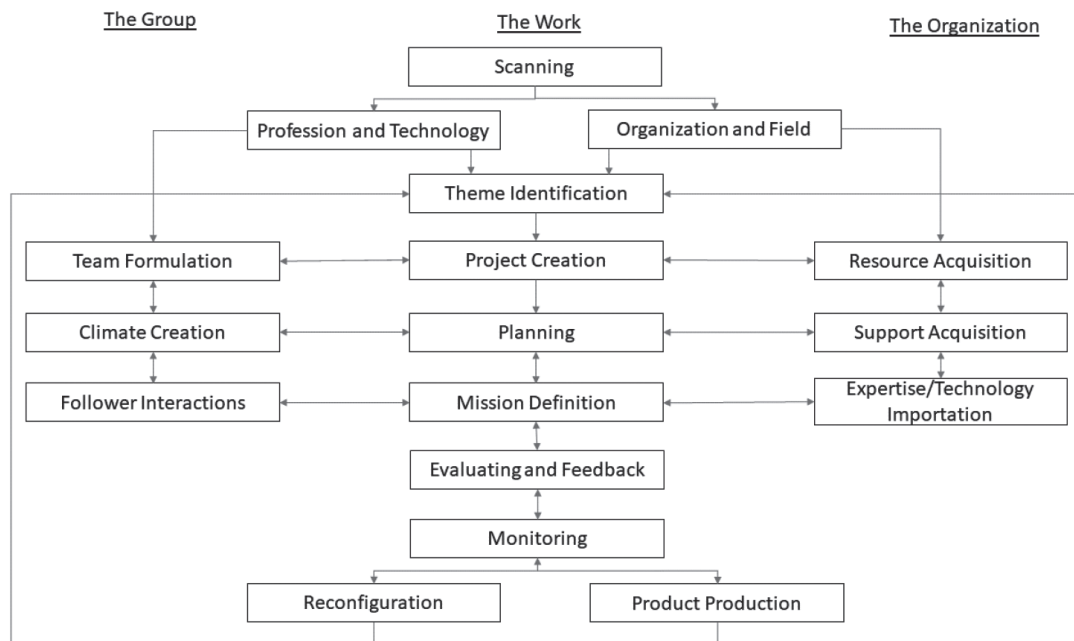 The Group
The Work
The Organization
Scanning
Profession and Technology
Organization and Field
Theme Identification
Team Formulation
Project Creation
Resource Acquisition
Climate Creation
Planning
Support Acquisition
Follower Interactions
Mission Definition
Expertise/Technology
Importation
Evaluating and Feedback
Monitoring
Reconfiguration
Product Production